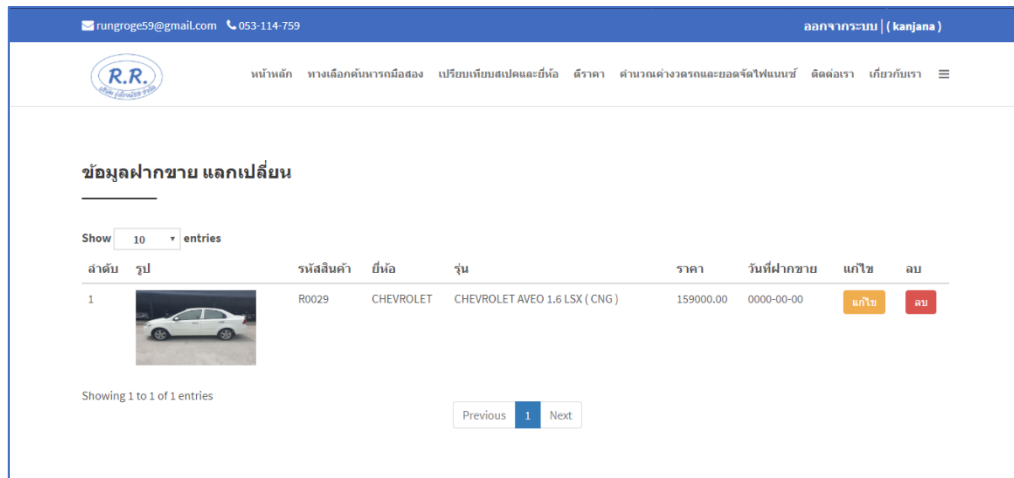 rungroge59@gmail.com 053-114-759 ออกจากระบบ | ( kanjana )
R.R.
หน้าหลัก ทางเลือกค้นหารถมือสอง เปรียบเทียบสเปคและยี่ห้อ ตีราคา คำนวณค่างวดรถและยอดจัดไฟแนนซ์ ติดต่อเรา เกี่ยวกับเรา
ข้อมูลฝากขาย แลกเปลี่ยน
Show 10 entries
ลำดับ รูป รหัสสินค้า ยี่ห้อ รุ่น ราคา วันที่ฝากขาย แก้ไข ลบ
1 R0029 CHEVROLET CHEVROLET AVEO 1.6 LSX ( CNG ) 159000.00 0000-00-00 แก้ไข ลบ
Showing 1 to 1 of 1 entries
Previous 1 Next